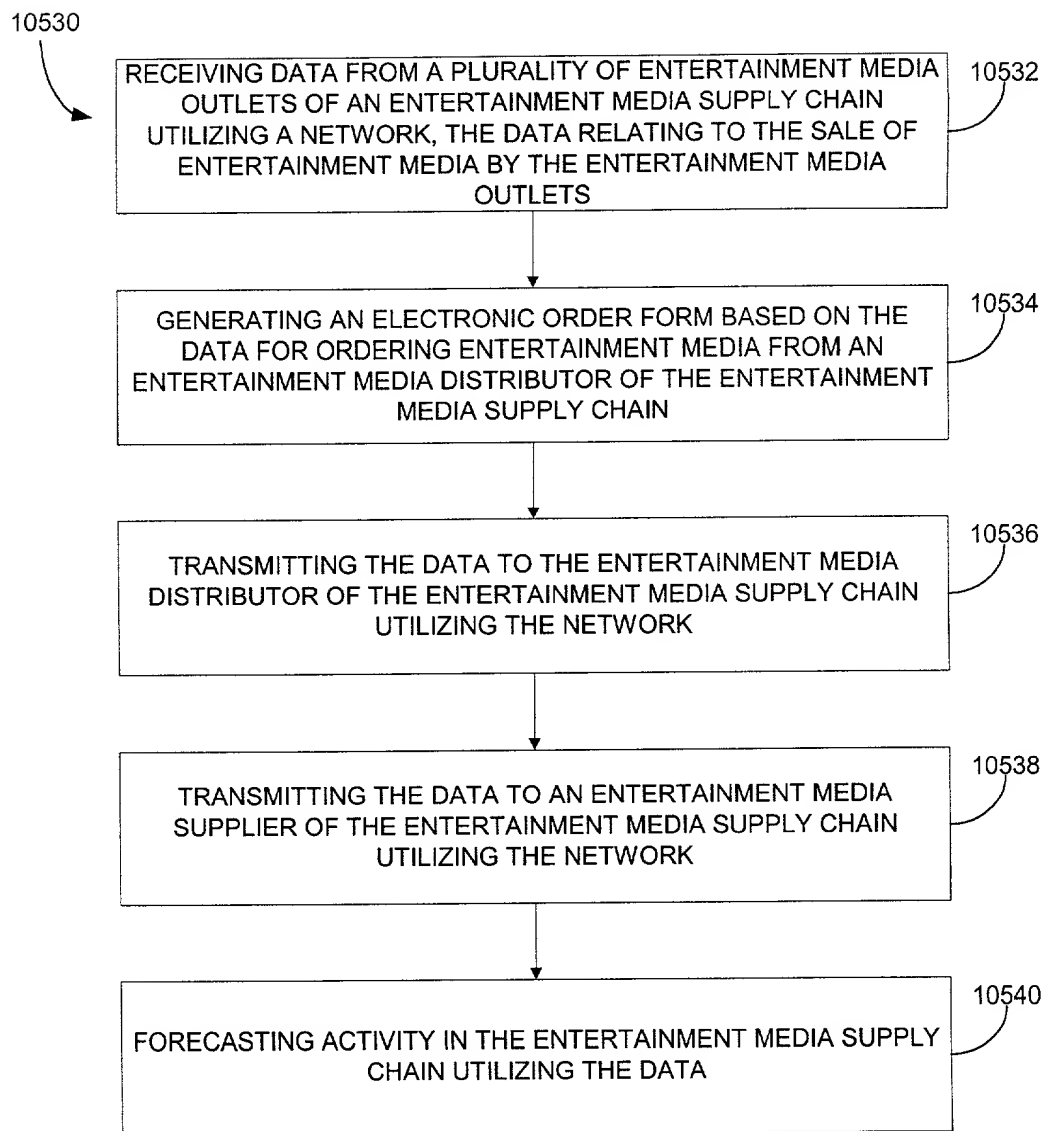 10530
RECEIVING DATA FROM A PLURALITY OF ENTERTAINMENT MEDIA
OUTLETS OF AN ENTERTAINMENT MEDIA SUPPLY CHAIN
UTILIZING A NETWORK, THE DATA RELATING TO THE SALE OF
ENTERTAINMENT MEDIA BY THE ENTERTAINMENT MEDIA
OUTLETS
10532
GENERATING AN ELECTRONIC ORDER FORM BASED ON THE
DATA FOR ORDERING ENTERTAINMENT MEDIA FROM AN
ENTERTAINMENT MEDIA DISTRIBUTOR OF THE ENTERTAINMENT
MEDIA SUPPLY CHAIN
10534
TRANSMITTING THE DATA TO THE ENTERTAINMENT MEDIA
DISTRIBUTOR OF THE ENTERTAINMENT MEDIA SUPPLY CHAIN
UTILIZING THE NETWORK
10536
TRANSMITTING THE DATA TO AN ENTERTAINMENT MEDIA
SUPPLIER OF THE ENTERTAINMENT MEDIA SUPPLY CHAIN
UTILIZING THE NETWORK
10538
FORECASTING ACTIVITY IN THE ENTERTAINMENT MEDIA SUPPLY
CHAIN UTILIZING THE DATA
10540